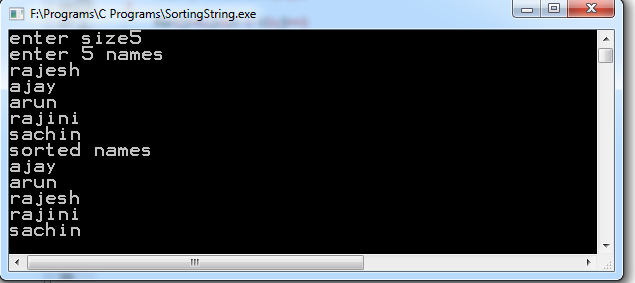 F:\Programs\C Programs\SortingString.exe
enter size5
enter 5 names
rajesh
ajay
arun
rajini
sachin
sorted names
ajay
arun
rajesh
rajini
sachin